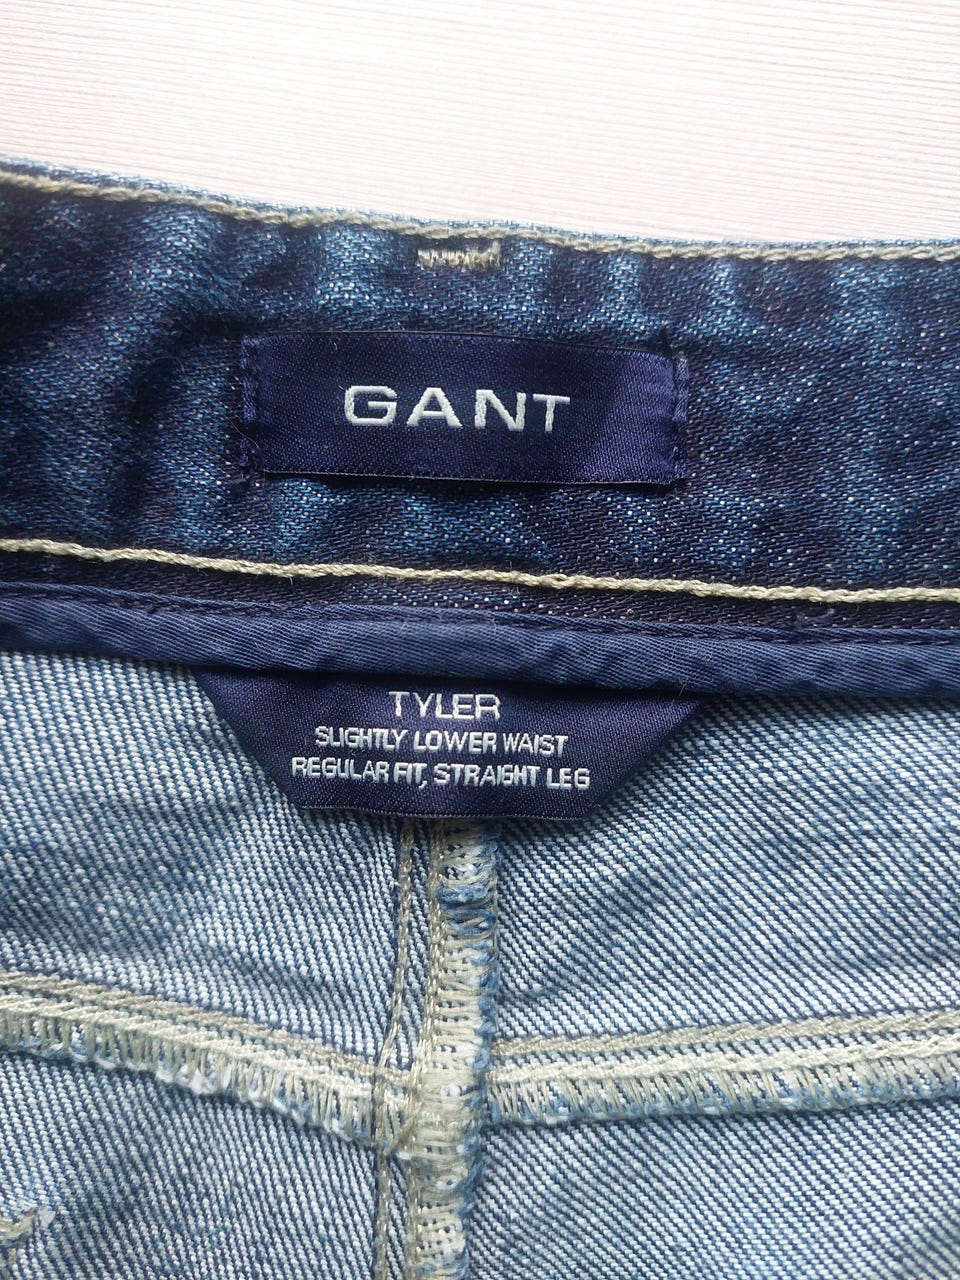 GANT
TYLER
SLIGHTLY LOWER WAIST
REGULAR FIT, STRAIGHT LEG